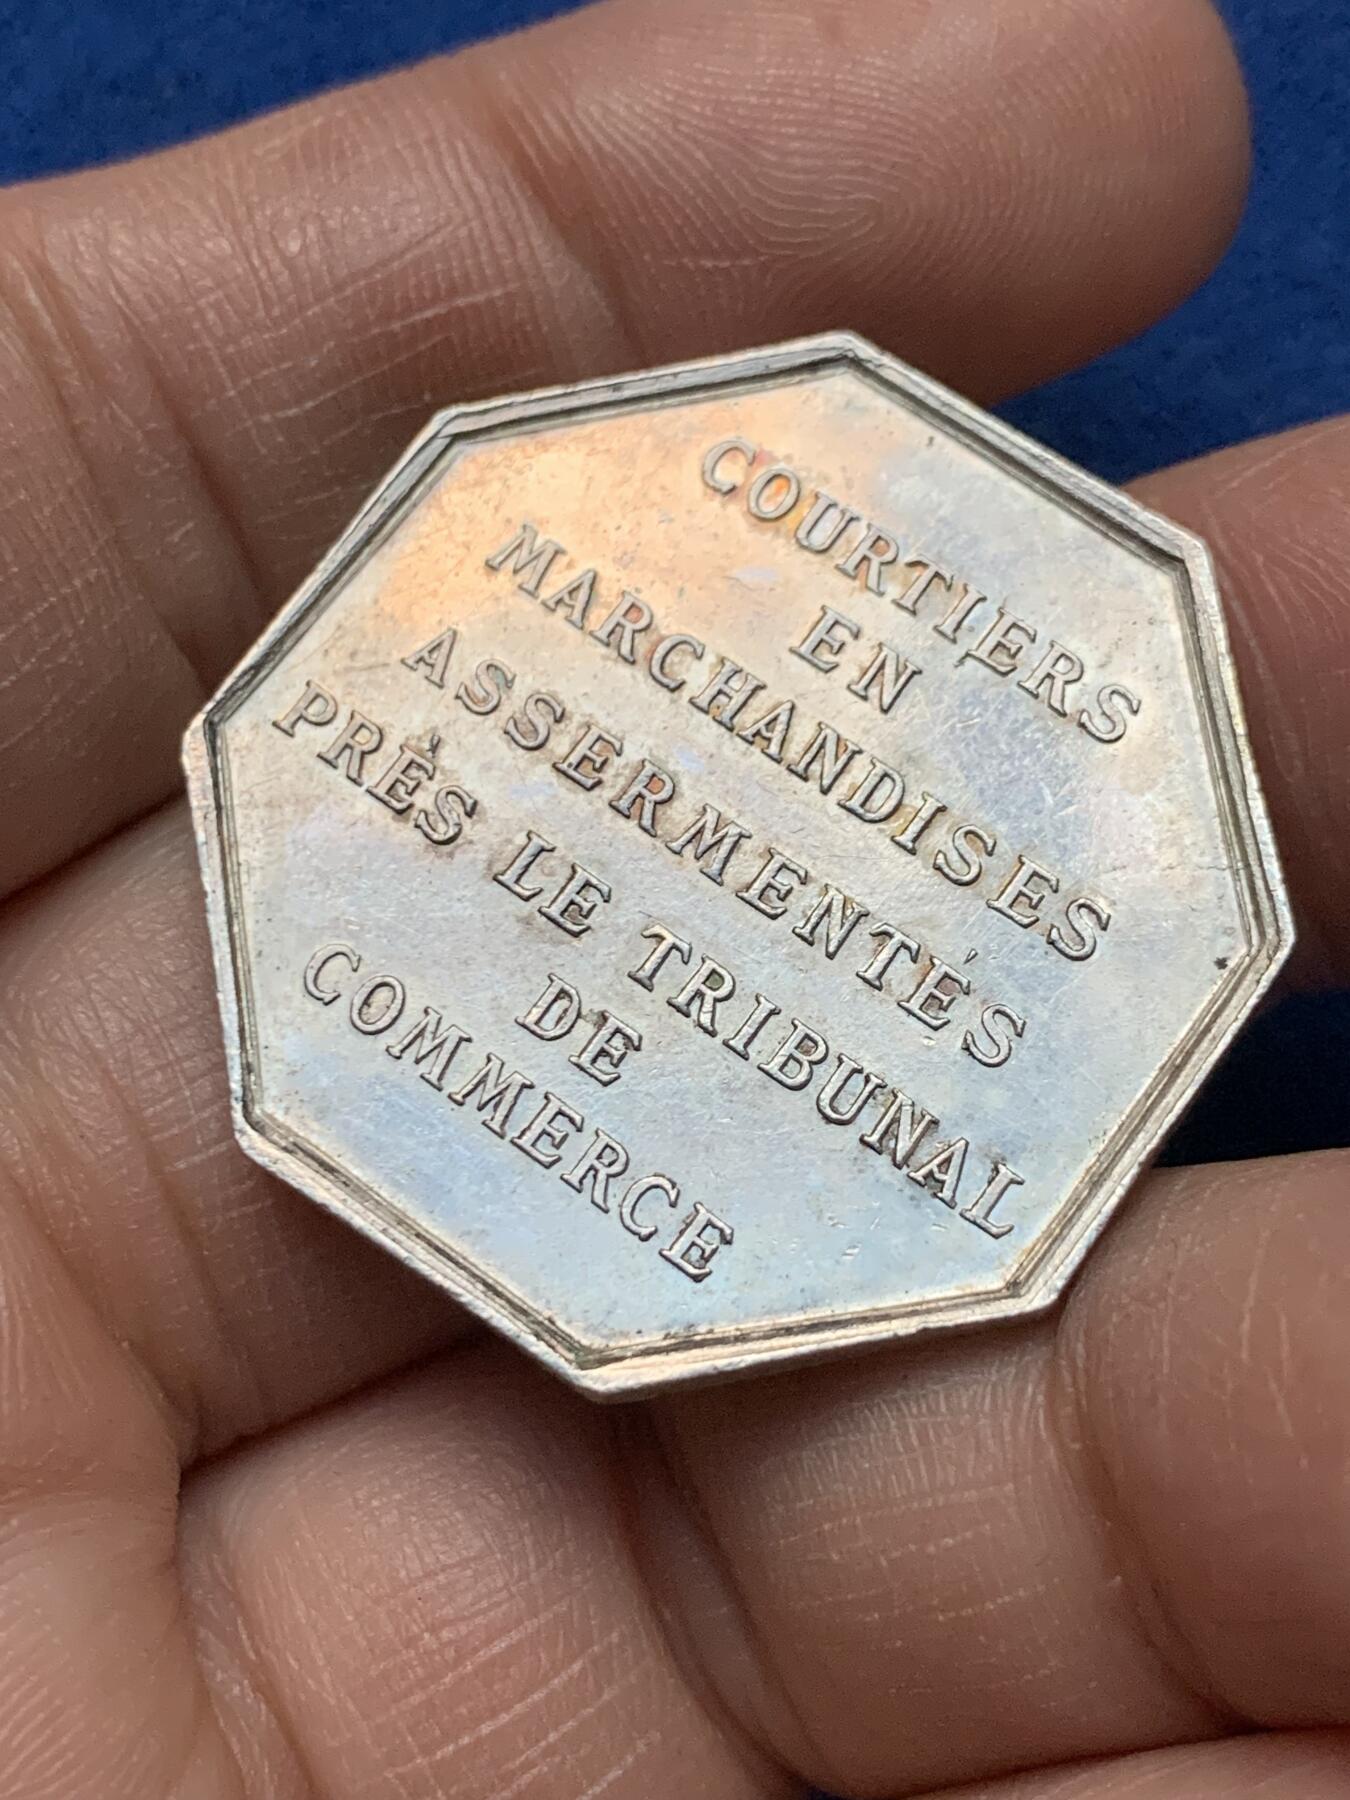 COURTIERS
EN
MARCHANDISES
ASSERMENTÉS
PRÈS LE TRIBUNAL
DE
COMMERCE